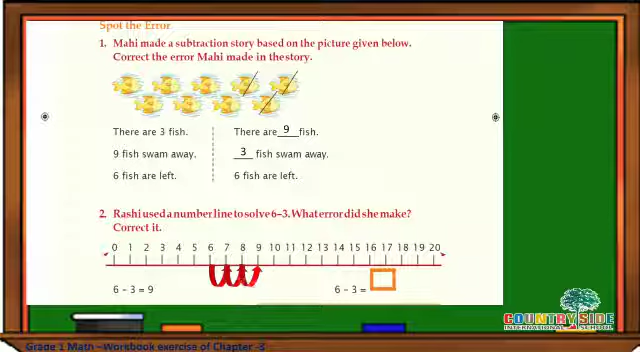 Spot the Error
1. Mahi made a subtraction story based on the picture given below.
Correct the error Mahi made in the story.
There are 3 fish.
There are 9 fish.
9 fish swam away.
3 fish swam away.
6 fish are left.
6 fish are left.
2. Rashi used a number line to solve 6–3. What error did she make?
Correct it.
0 1 2 3 4 5 6 7 8 9 10 11 12 13 14 15 16 17 18 19 20
6 – 3 = 9
6 – 3 =
COUNTRY SIDE
INTERNATIONAL SCHOOL
Grade 1 Math - Workbook exercise of Chapter -3